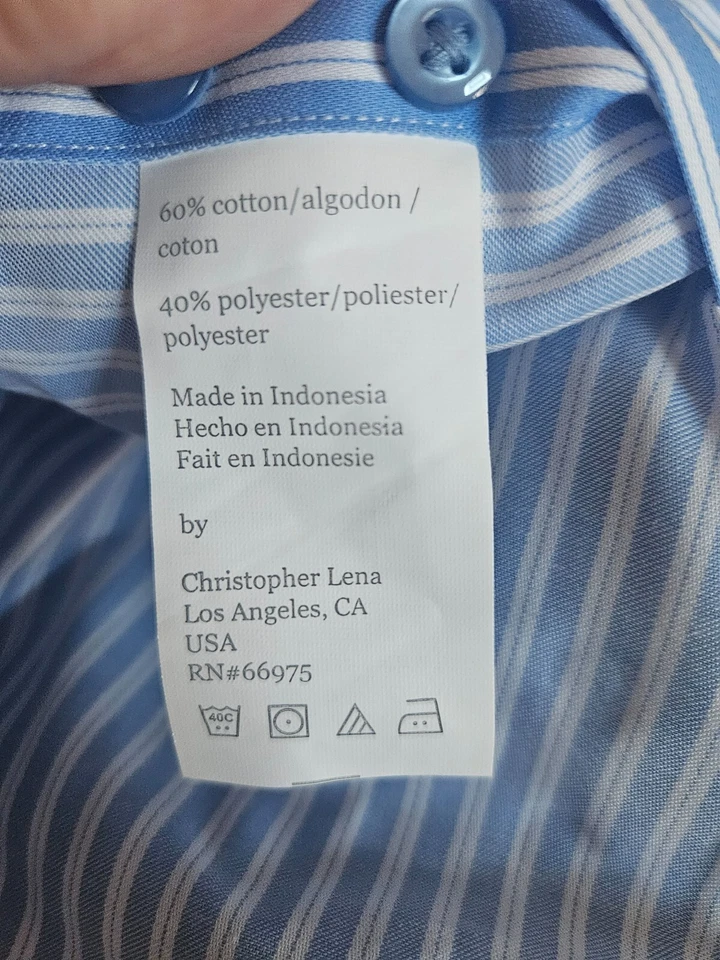 60% cotton/algodon /
coton
40% polyester/poliester/
polyester
Made in Indonesia
Hecho en Indonesia
Fait en Indonesie
by
Christopher Lena
Los Angeles, CA
USA
RN#66975
40C